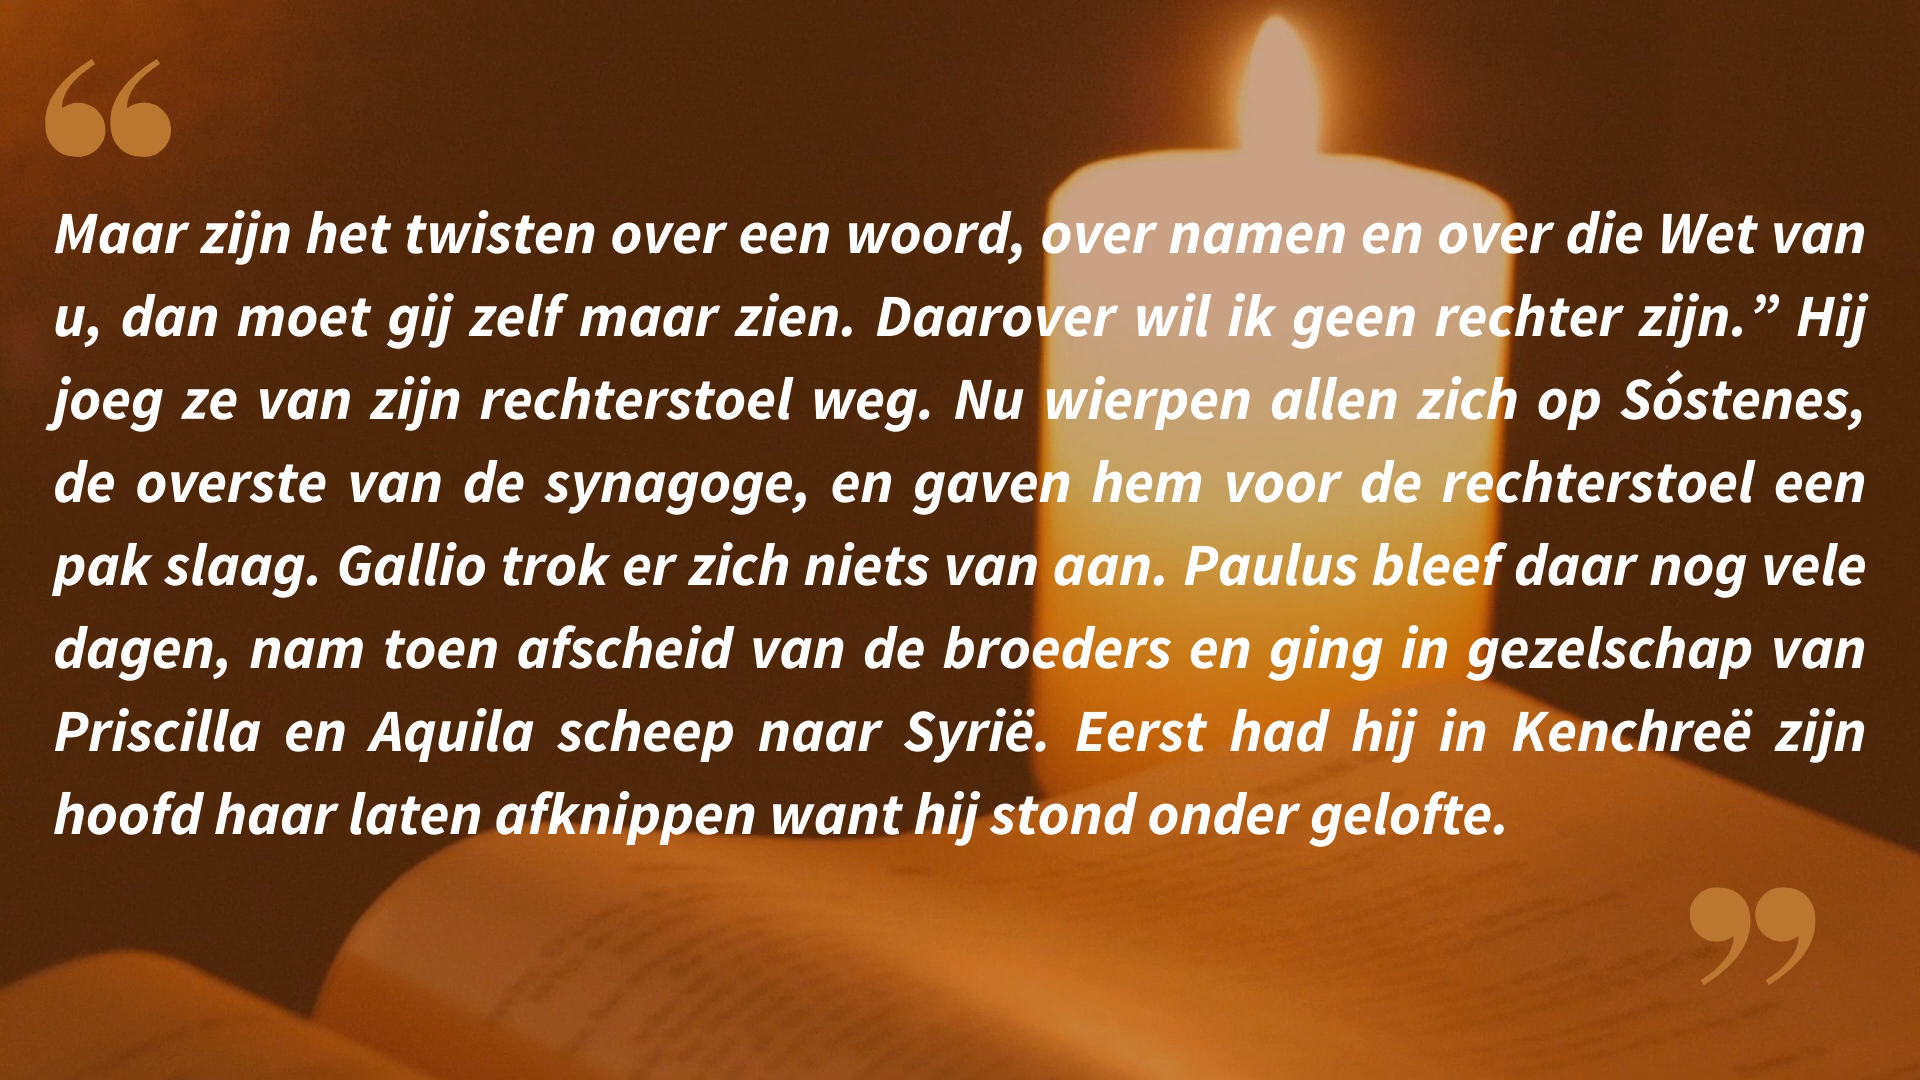 “
Maar zijn het twisten over een woord, over namen en over die Wet van
u, dan moet gij zelf maar zien. Daarover wil ik geen rechter zijn.” Hij
joeg ze van zijn rechterstoel weg. Nu wierpen allen zich op Sóstenes,
de overste van de synagoge, en gaven hem voor de rechterstoel een
pak slaag. Gallio trok er zich niets van aan. Paulus bleef daar nog vele
dagen, nam toen afscheid van de broeders en ging in gezelschap van
Priscilla en Aquila scheep naar Syrië. Eerst had hij in Kenchreë zijn
hoofd haar laten afknippen want hij stond onder gelofte.
”